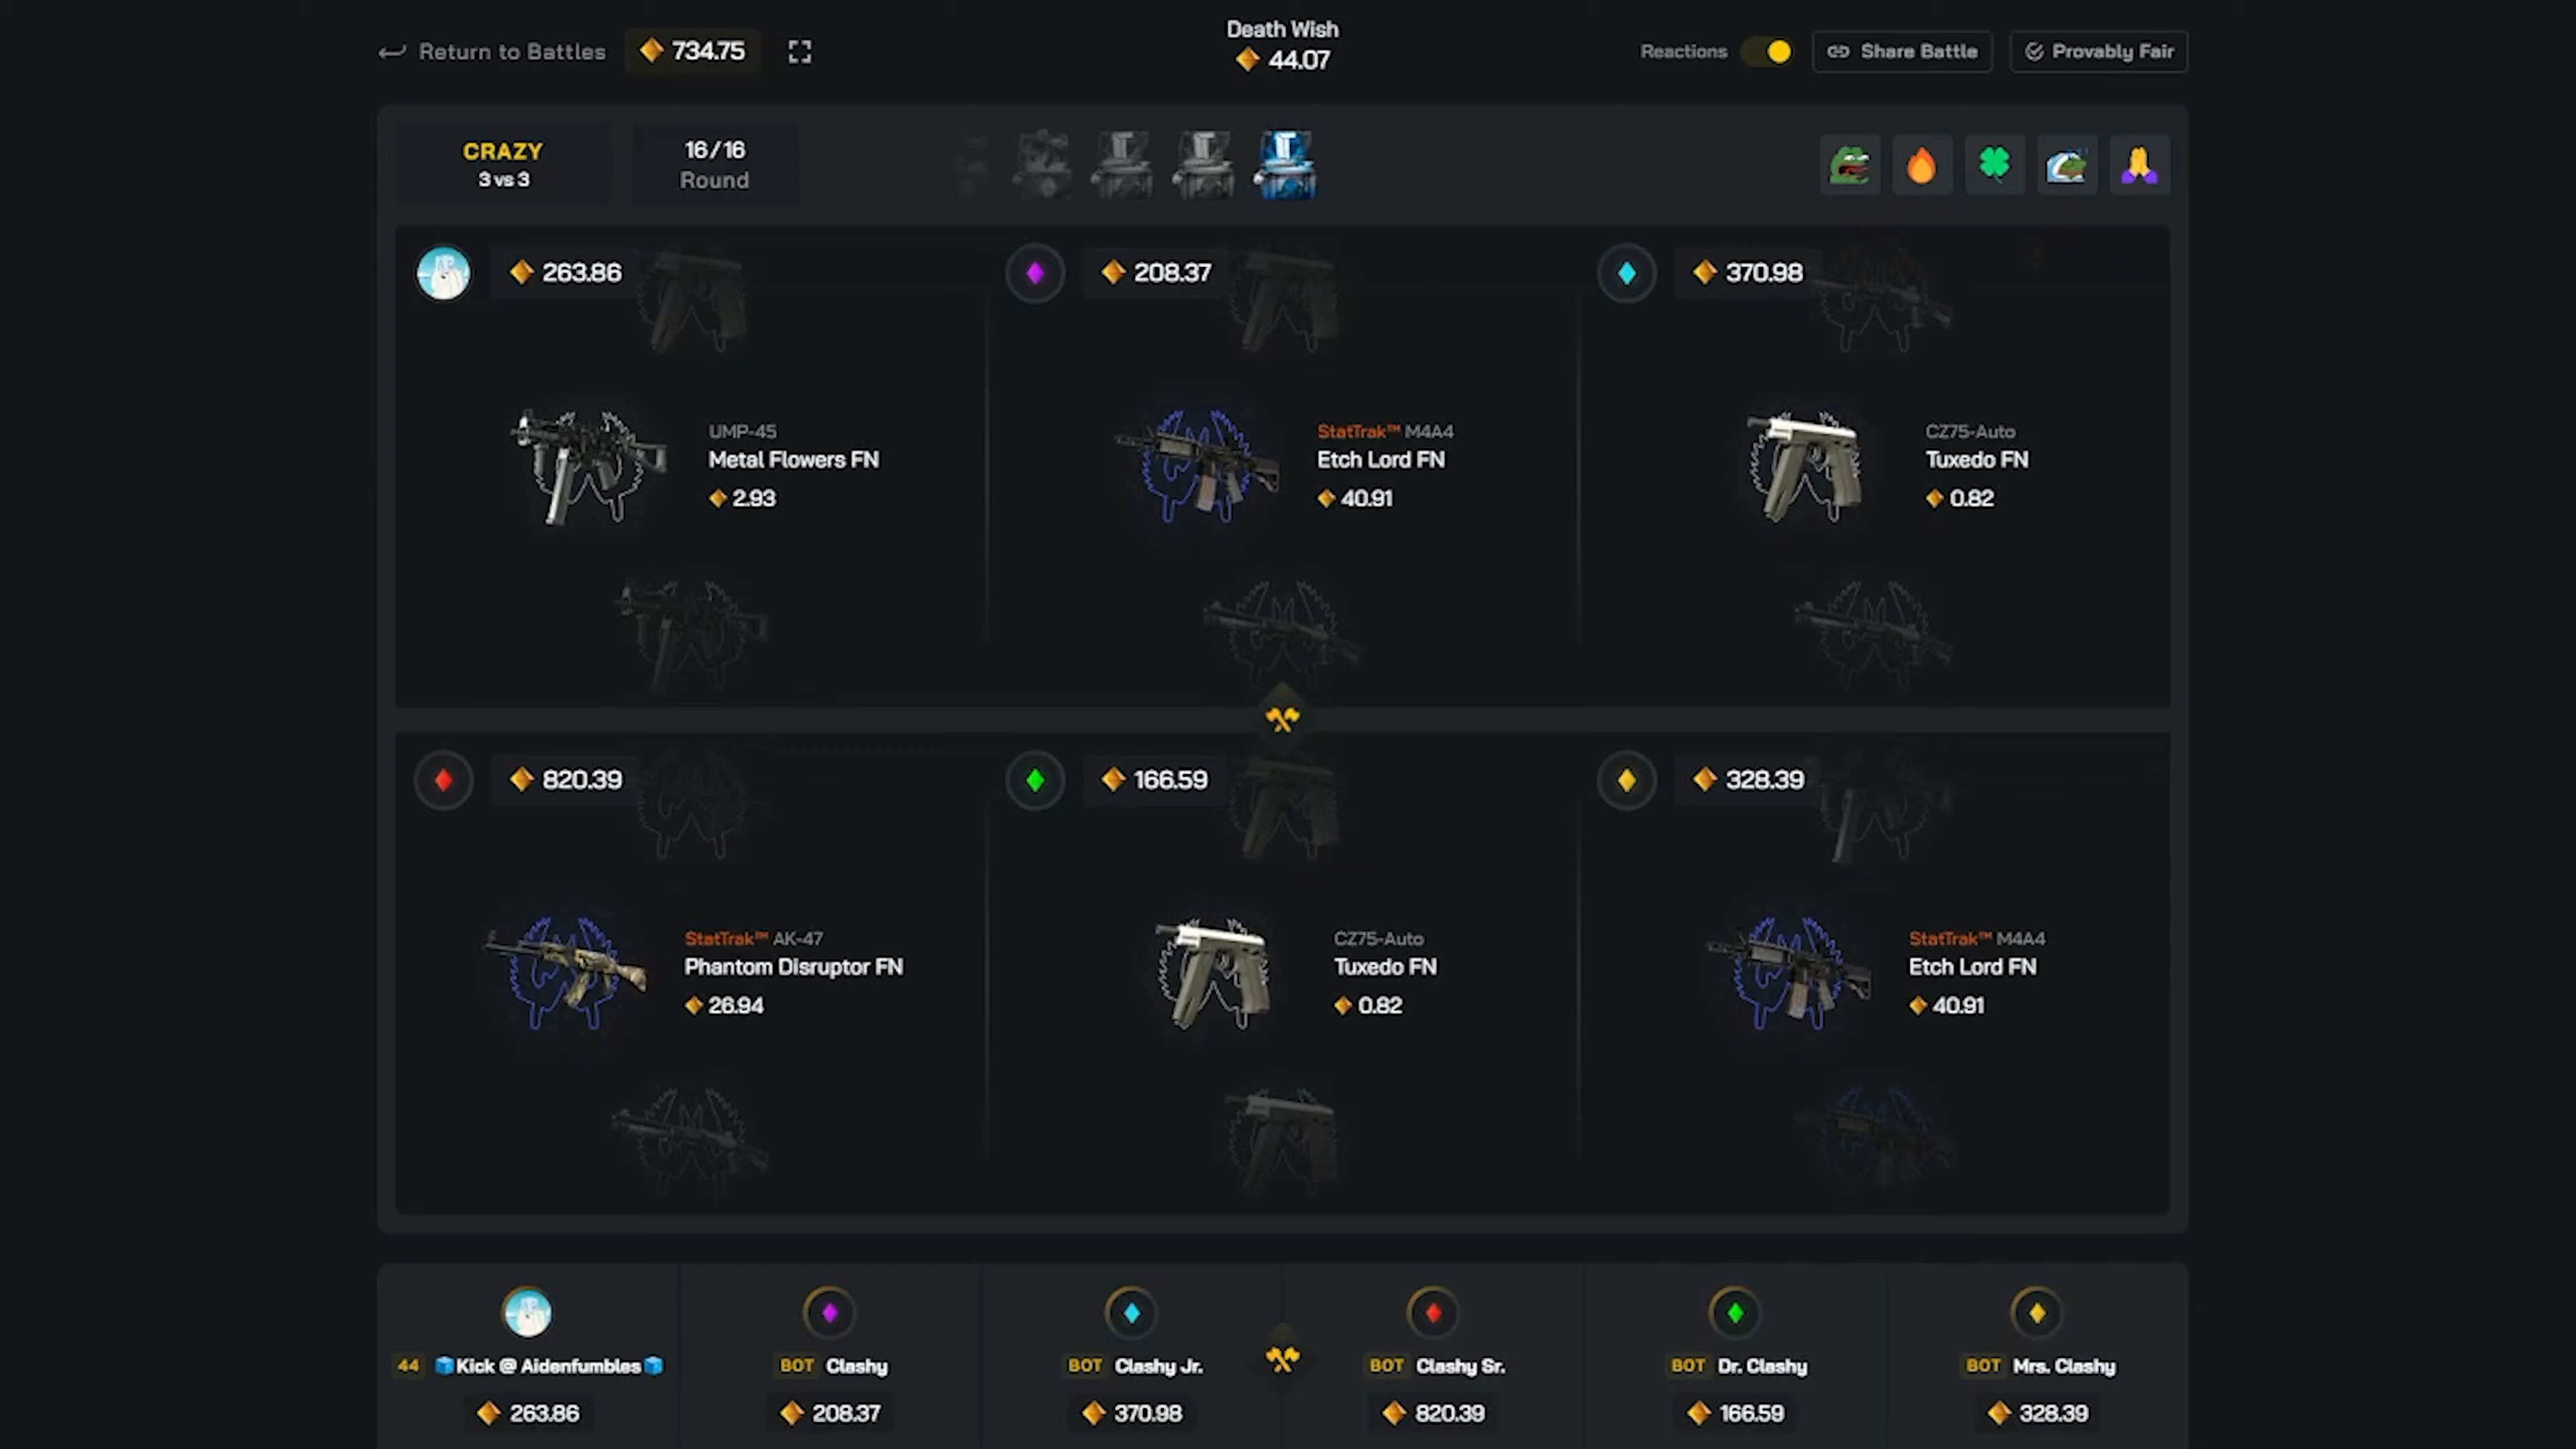 Return to Battles
734.75
Death Wish
44.07
Reactions
Share Battle
Provably Fair
CRAZY
3 vs 3
16/16
Round
263.86
208.37
370.98
UMP-45
Metal Flowers FN
2.93
StatTrak™ M4A4
Etch Lord FN
40.91
CZ75-Auto
Tuxedo FN
0.82
820.39
166.59
328.39
StatTrak™ AK-47
Phantom Disruptor FN
26.94
CZ75-Auto
Tuxedo FN
0.82
StatTrak™ M4A4
Etch Lord FN
40.91
44 🧊Kick @ Aidenfumbles🧊
263.86
BOT Clashy
208.37
BOT Clashy Jr.
370.98
BOT Clashy Sr.
820.39
BOT Dr. Clashy
166.59
BOT Mrs. Clashy
328.39